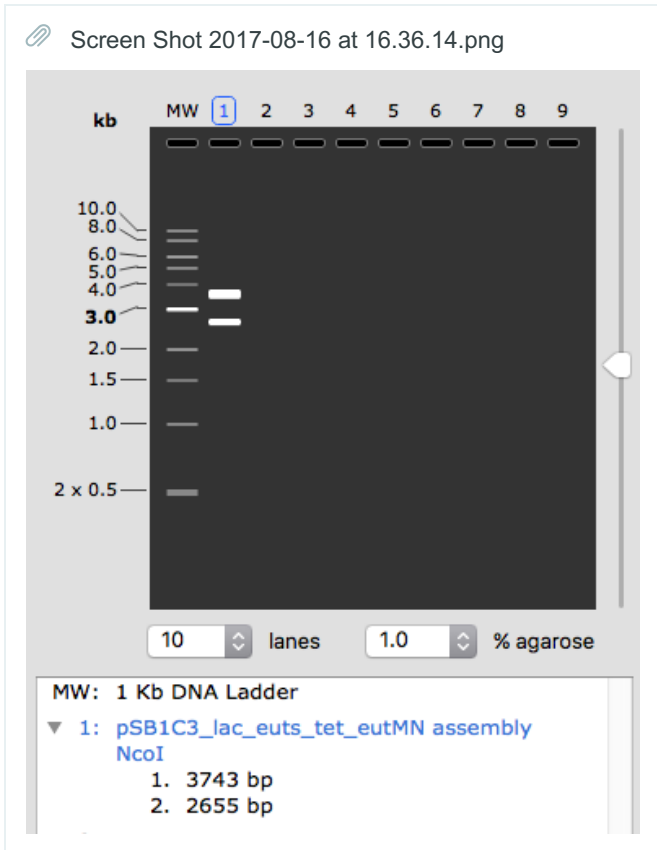 Screen Shot 2017-08-16 at 16.36.14.png
kb MW 1 2 3 4 5 6 7 8 9
10.0
8.0
6.0
5.0
4.0
3.0
2.0
1.5
1.0
2 x 0.5
10 lanes 1.0 % agarose
MW: 1 Kb DNA Ladder
1: pSB1C3_lac_euts_tet_eutMN assembly
NcoI
1. 3743 bp
2. 2655 bp